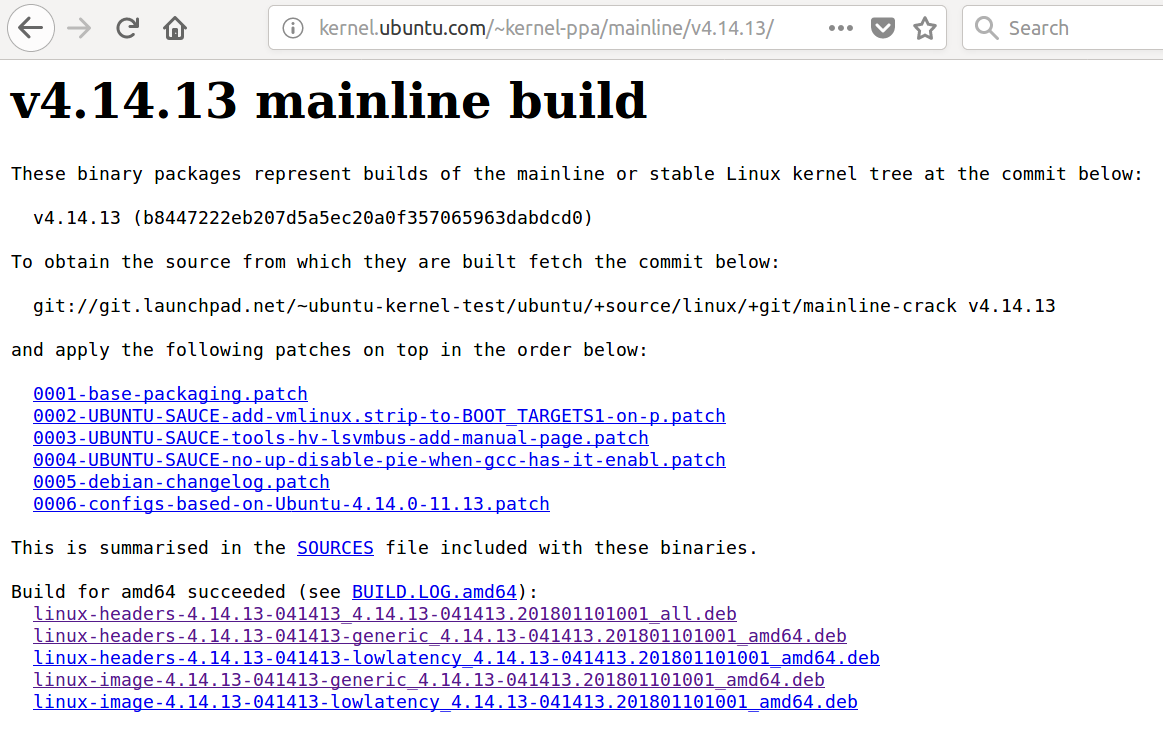 kernel.ubuntu.com/~kernel-ppa/mainline/v4.14.13/
Search
v4.14.13 mainline build
These binary packages represent builds of the mainline or stable Linux kernel tree at the commit below:
v4.14.13 (b8447222eb207d5a5ec20a0f357065963dabdcd0)
To obtain the source from which they are built fetch the commit below:
git://git.launchpad.net/~ubuntu-kernel-test/ubuntu/+source/linux/+git/mainline-crack v4.14.13
and apply the following patches on top in the order below:
0001-base-packaging.patch
0002-UBUNTU-SAUCE-add-vmlinux.strip-to-BOOT_TARGETS1-on-p.patch
0003-UBUNTU-SAUCE-tools-hv-lsvmbus-add-manual-page.patch
0004-UBUNTU-SAUCE-no-up-disable-pie-when-gcc-has-it-enabl.patch
0005-debian-changelog.patch
0006-configs-based-on-Ubuntu-4.14.0-11.13.patch
This is summarised in the SOURCES file included with these binaries.
Build for amd64 succeeded (see BUILD.LOG.amd64):
linux-headers-4.14.13-041413_4.14.13-041413.201801101001_all.deb
linux-headers-4.14.13-041413-generic_4.14.13-041413.201801101001_amd64.deb
linux-headers-4.14.13-041413-lowlatency_4.14.13-041413.201801101001_amd64.deb
linux-image-4.14.13-041413-generic_4.14.13-041413.201801101001_amd64.deb
linux-image-4.14.13-041413-lowlatency_4.14.13-041413.201801101001_amd64.deb